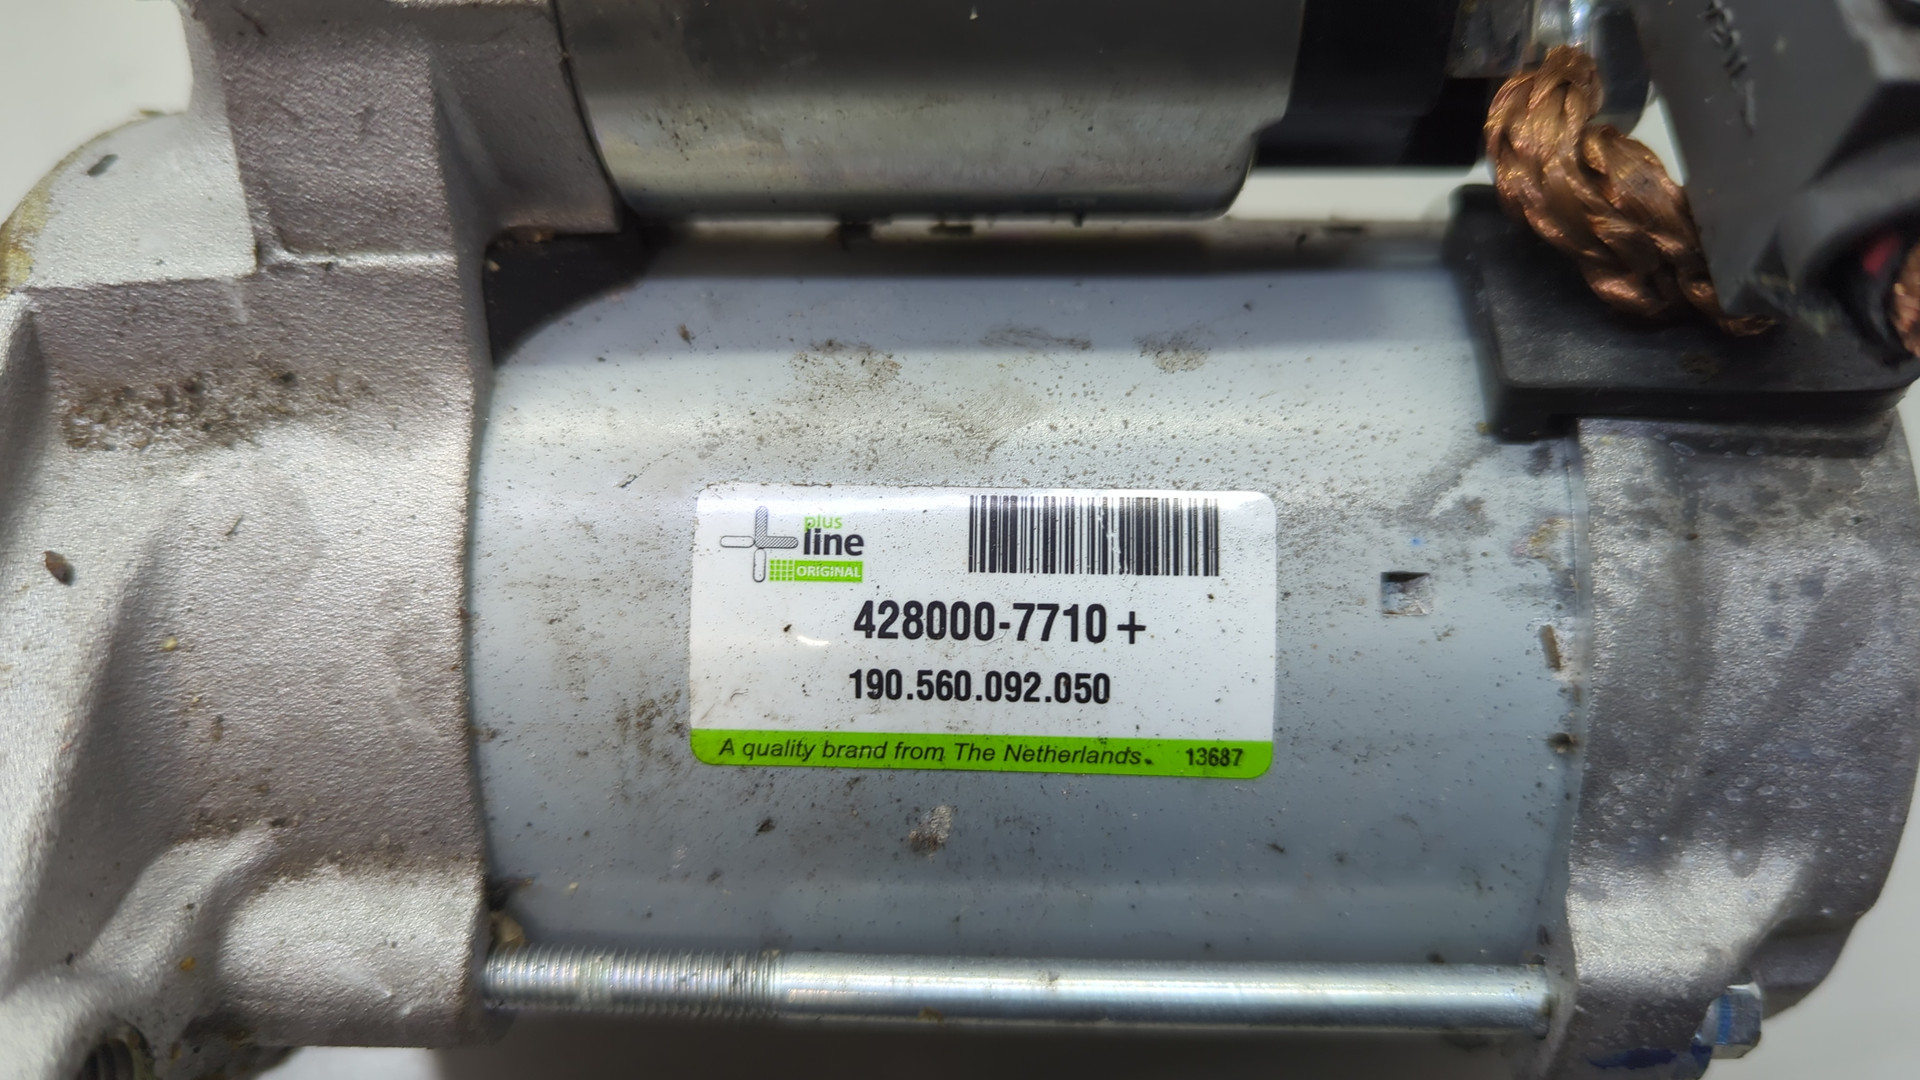 plus
line
ORIGINAL
428000-7710+
190.560.092.050
A quality brand from The Netherlands. 13687